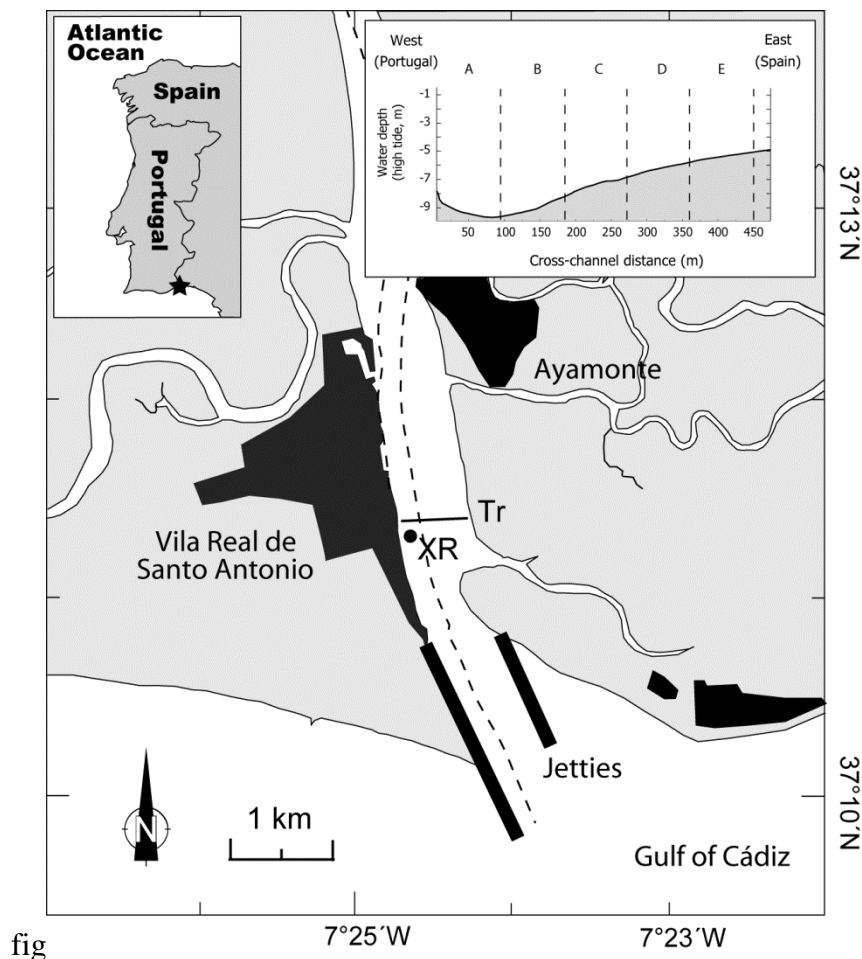 Atlantic
Ocean
Spain
Portugal
West
(Portugal)
East
(Spain)
A B C D E
Water depth
(high tide, m)
-1
-3
-5
-7
-9
50 100 150 200 250 300 350 400 450
Cross-channel distance (m)
37°13´N
Ayamonte
Tr
XR
Vila Real de
Santo Antonio
Jetties
N
1 km
Gulf of Cádiz
37°10´N
7°25´W 7°23´W
fig